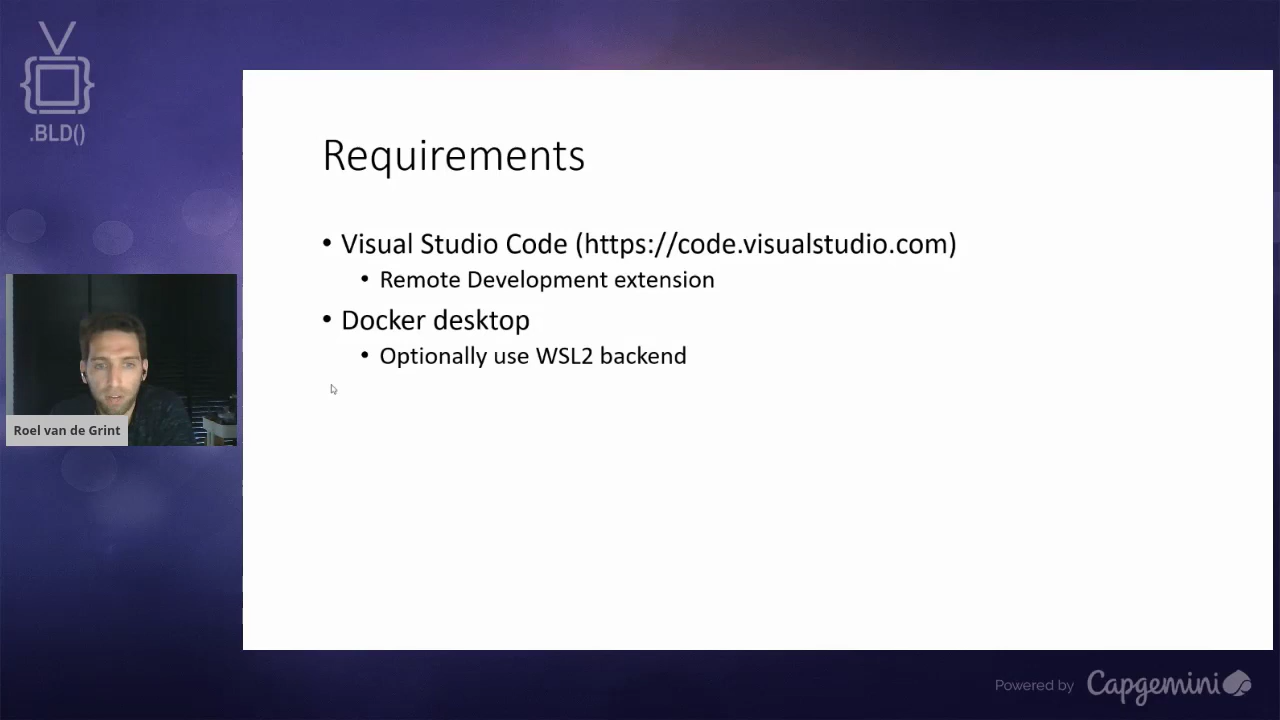 .BLD()
Requirements
• Visual Studio Code (https://code.visualstudio.com)
• Remote Development extension
• Docker desktop
• Optionally use WSL2 backend
Roel van de Grint
Powered by Capgemini